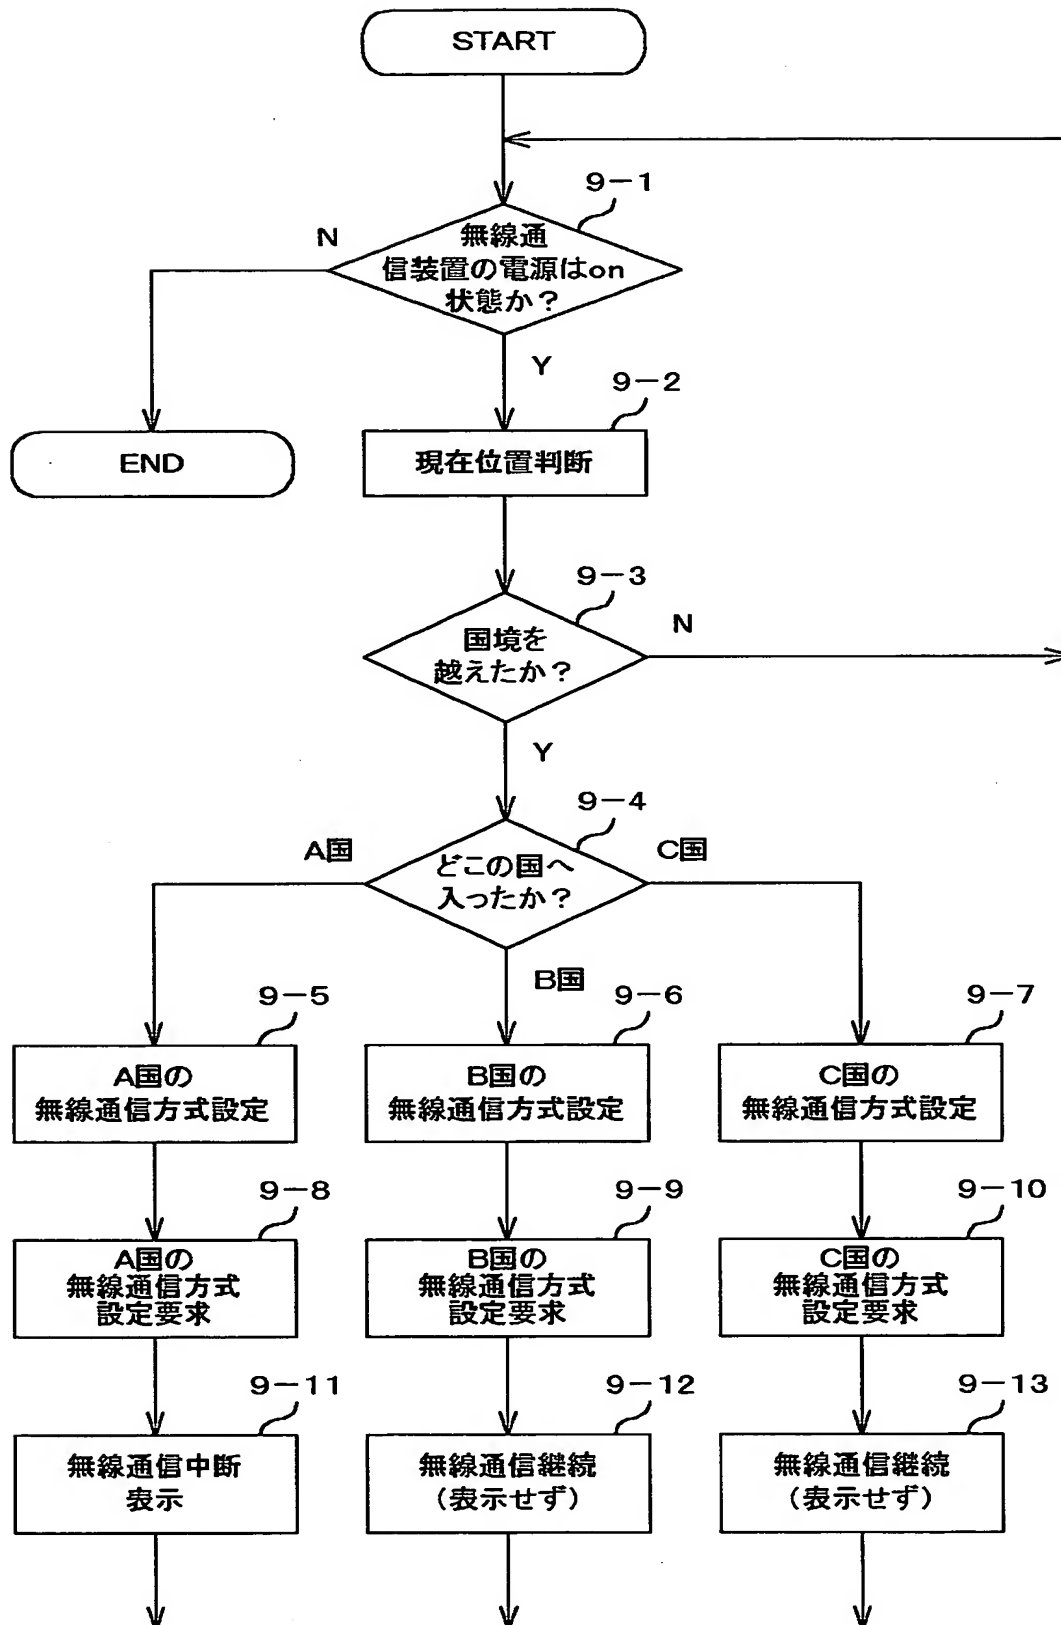 START
9-1
N
無線通
信装置の電源はon
状態か?
Y
9-2
END
現在位置判断
9-3
N
国境を
越えたか?
Y
9-4
A国
C国
どこの国へ
入ったか?
B国
9-5
9-6
9-7
A国の
無線通信方式設定
B国の
無線通信方式設定
C国の
無線通信方式設定
9-8
9-9
9-10
A国の
無線通信方式
設定要求
B国の
無線通信方式
設定要求
C国の
無線通信方式
設定要求
9-11
9-12
9-13
無線通信中断
表示
無線通信継続
(表示せず)
無線通信継続
(表示せず)